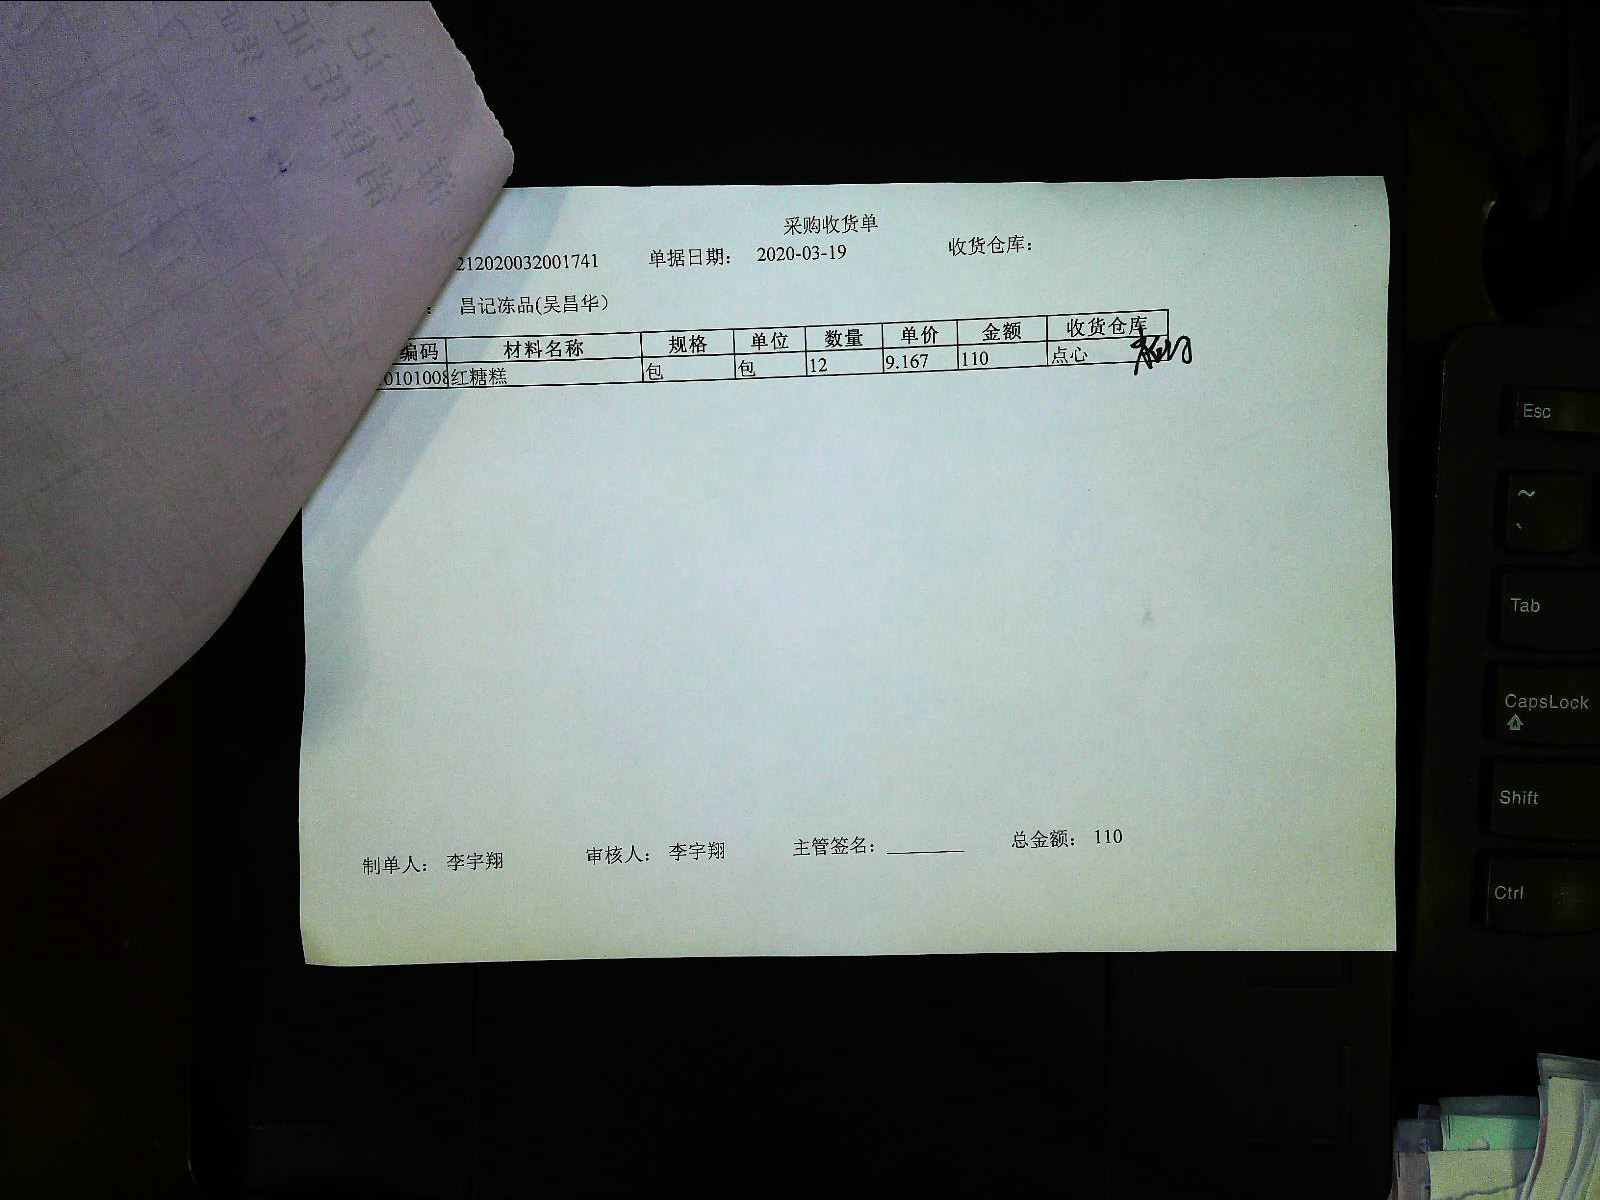 采购收货单
212020032001741 单据日期： 2020-03-19 收货仓库：
： 昌记冻品(吴昌华）
编码 材料名称 规格 单位 数量 单价 金额 收货仓库
0101008 红糖糕 包 包 12 9.167 110 点心
制单人： 李宇翔 审核人： 李宇翔 主管签名： 总金额： 110
Esc
~
`
Tab
CapsLock
Shift
Ctrl